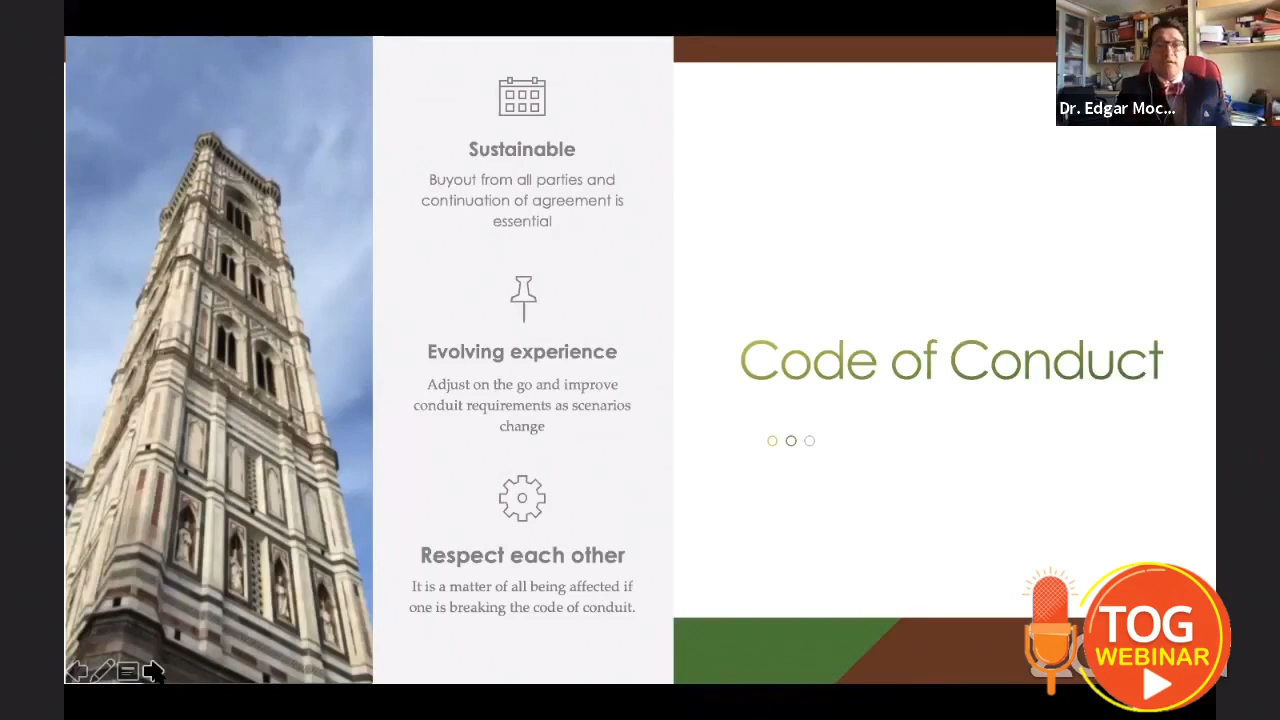 Sustainable
Buyout from all parties and
continuation of agreement is
essential
Evolving experience
Adjust on the go and improve
conduit requirements as scenarios
change
Respect each other
It is a matter of all being affected if
one is breaking the code of conduit.
Code of Conduct
Dr. Edgar Moc...
TOG
WEBINAR